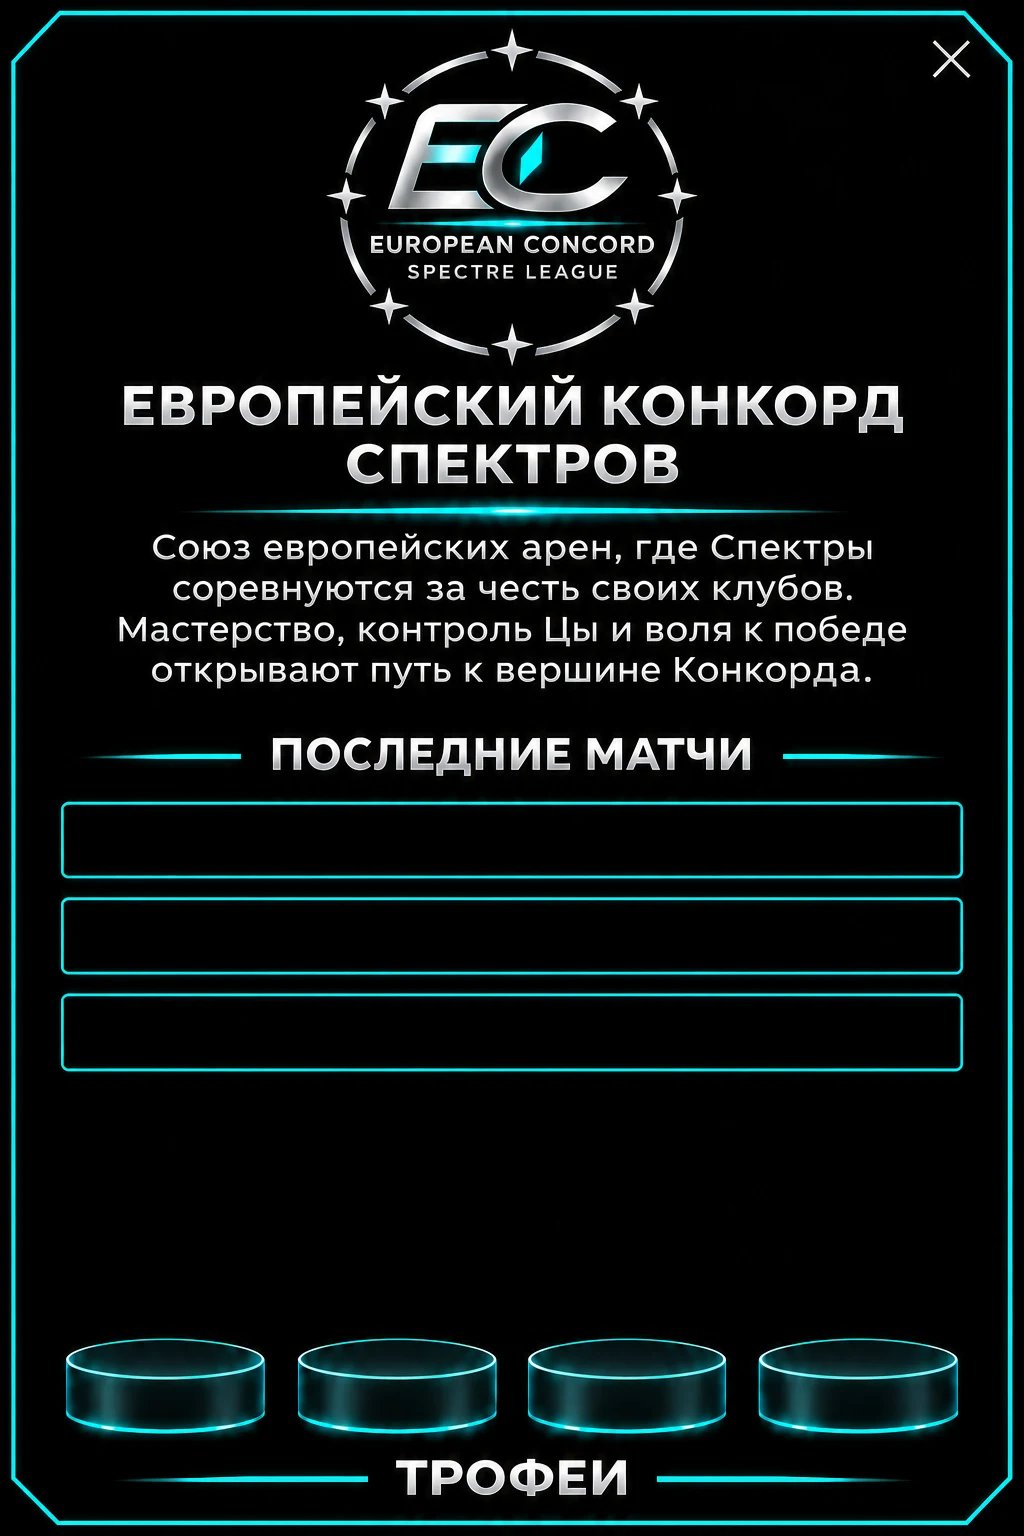 EC
EUROPEAN CONCORD
SPECTRE LEAGUE
ЕВРОПЕЙСКИЙ КОНКОРД
СПЕКТРОВ
Союз европейских арен, где Спектры
соревнуются за честь своих клубов.
Мастерство, контроль Цы и воля к победе
открывают путь к вершине Конкорда.
ПОСЛЕДНИЕ МАТЧИ
ТРОФЕИ